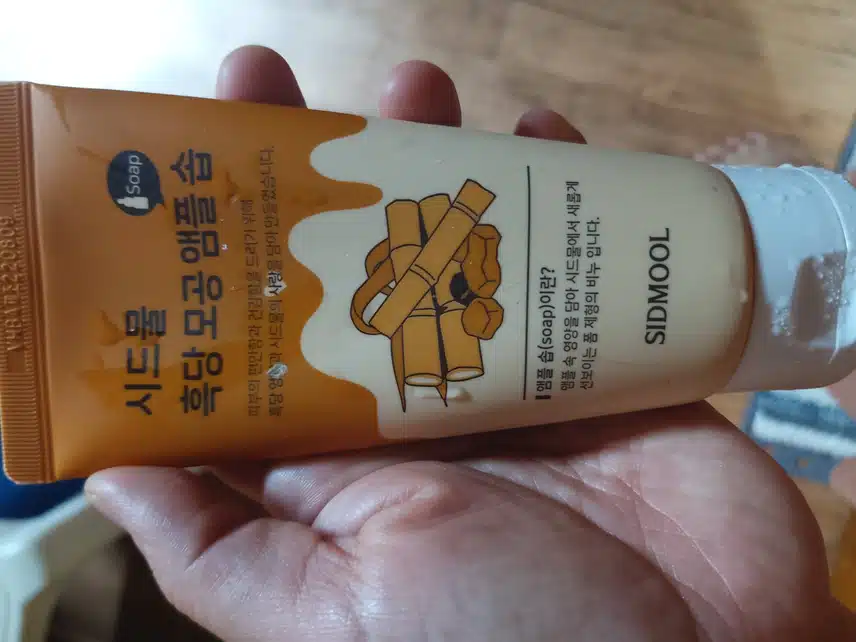 Soap
시드물
흑당 모공 앰플 솝
피부의 편안함과 건강함을 드리기 위해
흑당 영양과 시드물의 사랑을 담아 만들었습니다.
앰플 솝(soap)이란?
앰플 속 영양을 담아 시드물에서 새롭게
선보이는 폼 제형의 비누 입니다.
SIDMOOL